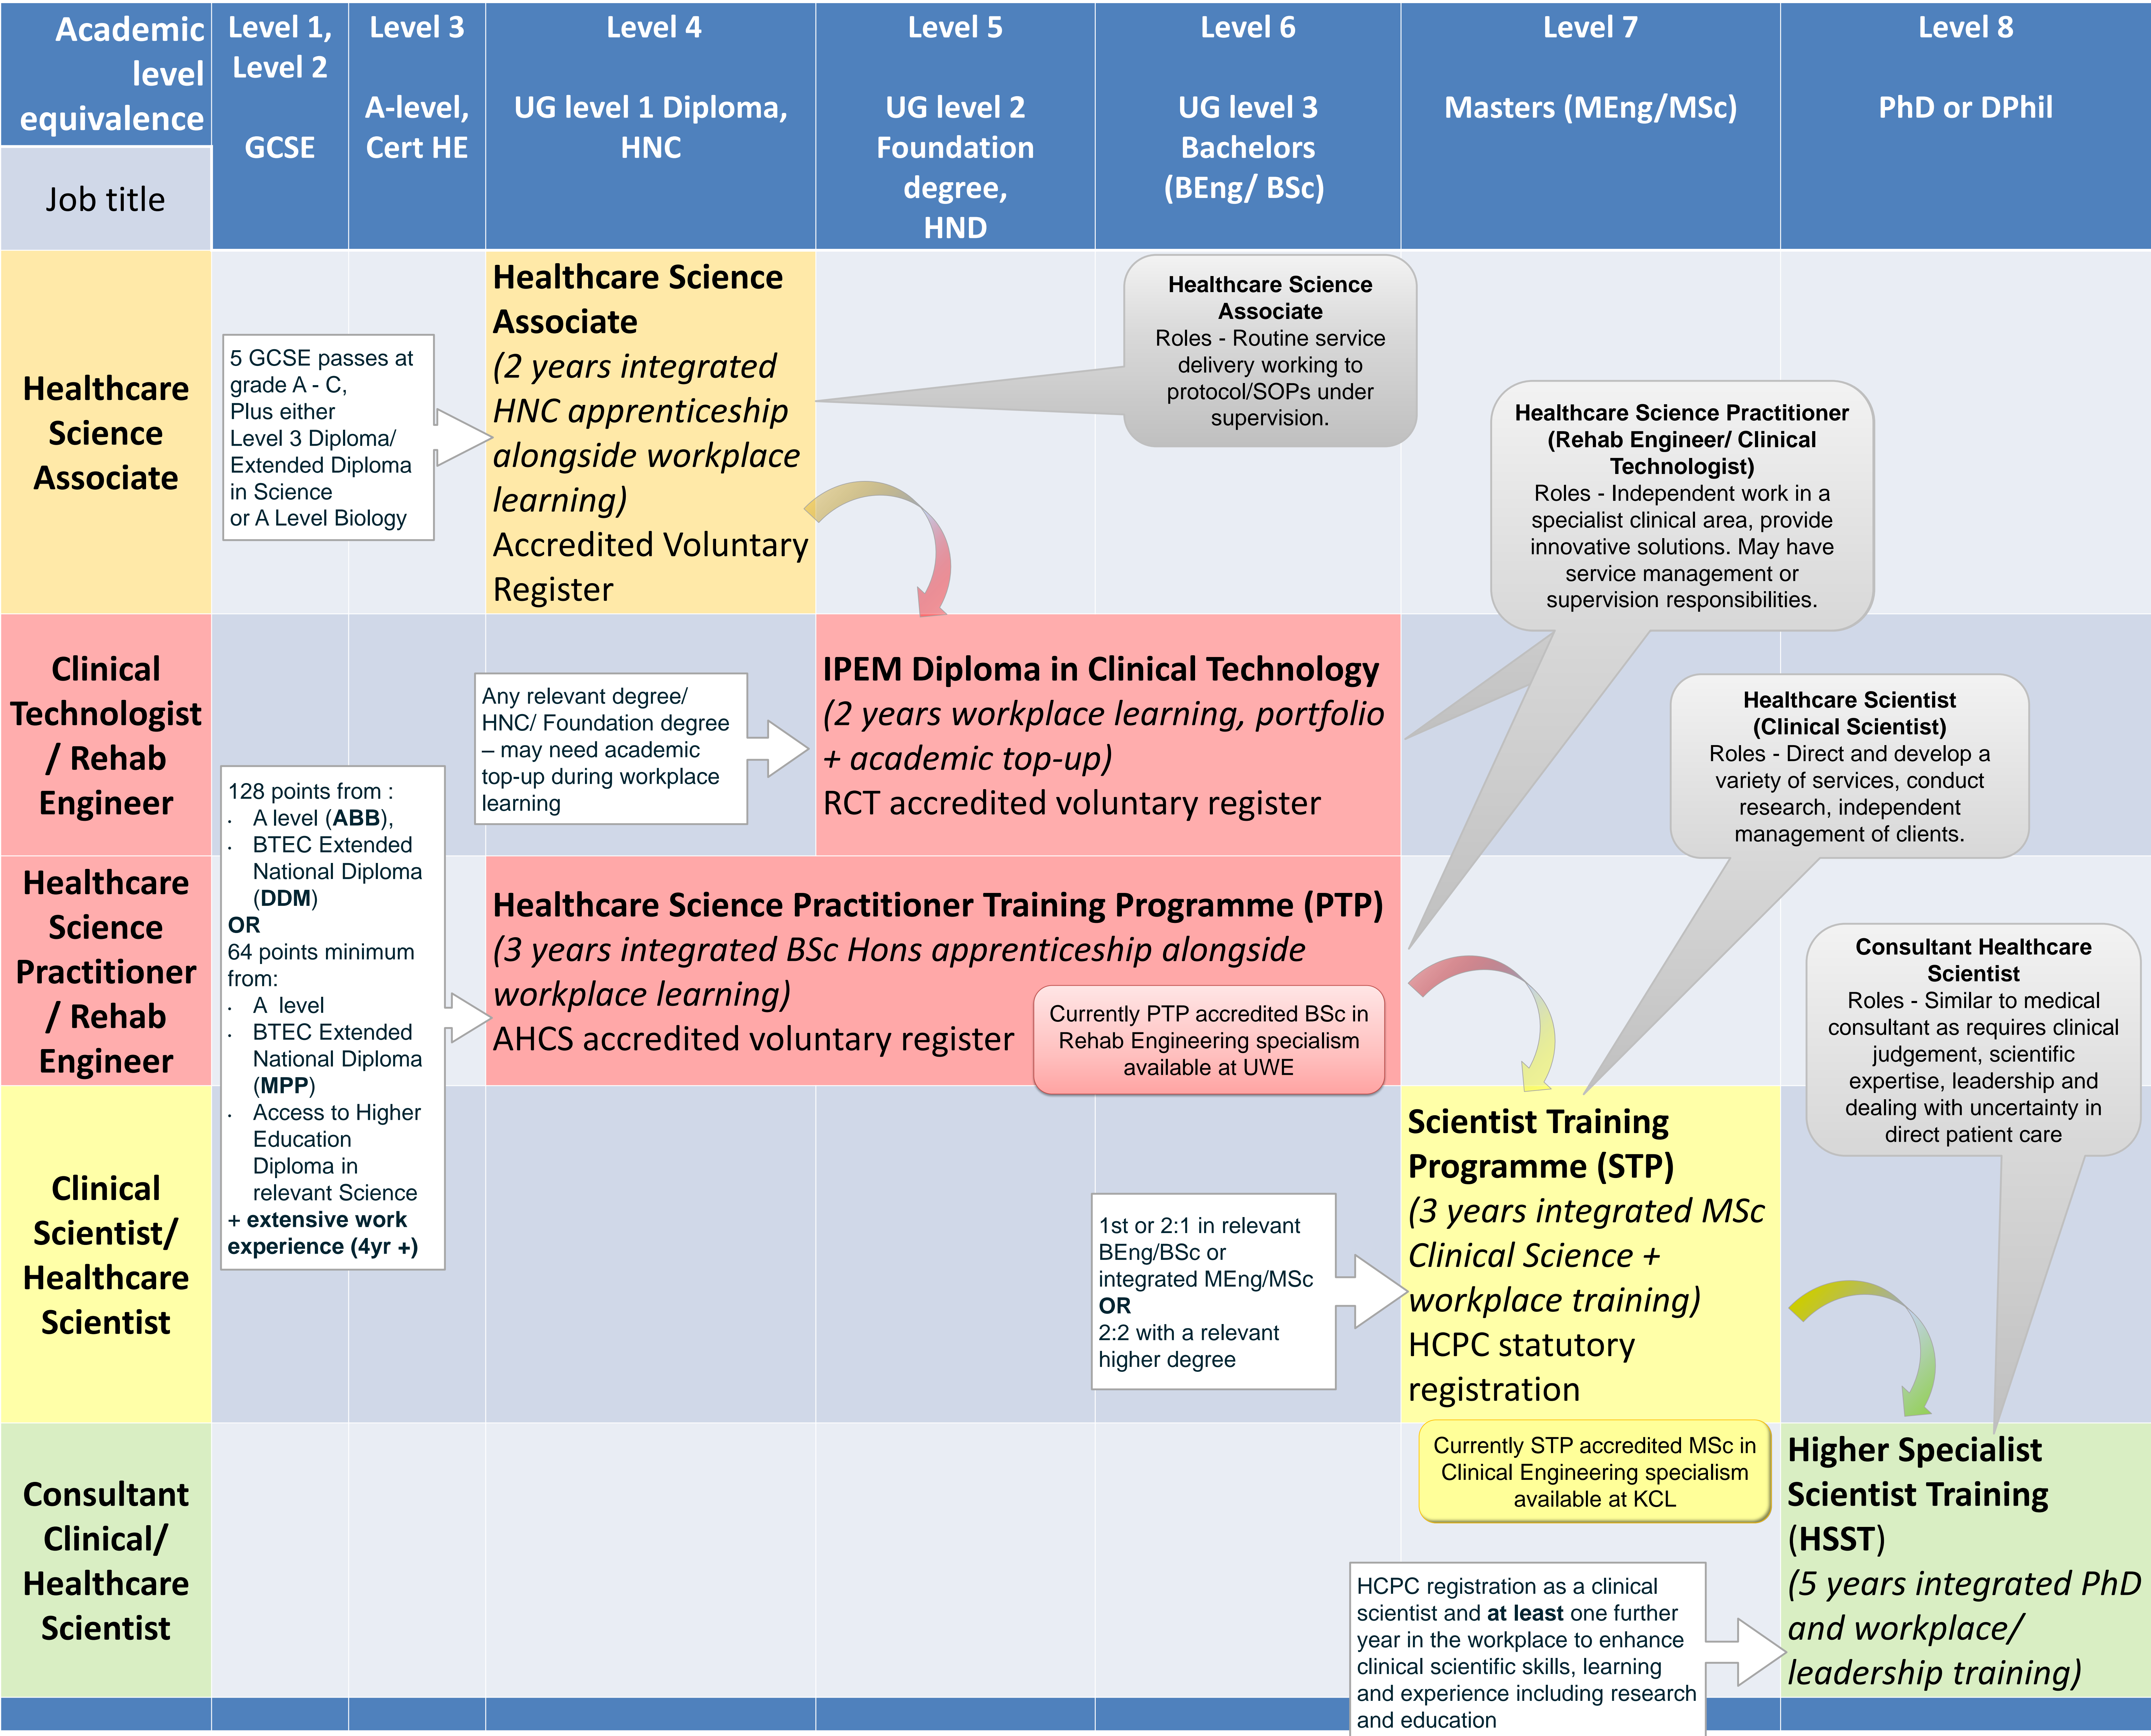 Academic
level
equivalence
Level 1,
Level 2
GCSE
Level 3
A-level,
Cert HE
Level 4
UG level 1 Diploma,
HNC
Level 5
UG level 2
Foundation
degree,
HND
Level 6
UG level 3
Bachelors
(BEng/ BSc)
Level 7
Masters (MEng/MSc)
Level 8
PhD or DPhil
Job title
Healthcare
Science
Associate
5 GCSE passes at
grade A - C,
Plus either
Level 3 Diploma/
Extended Diploma
in Science
or A Level Biology
Healthcare Science
Associate
(2 years integrated
HNC apprenticeship
alongside workplace
learning)
Accredited Voluntary
Register
Healthcare Science
Associate
Roles - Routine service
delivery working to
protocol/SOPs under
supervision.
Healthcare Science Practitioner
(Rehab Engineer/ Clinical
Technologist)
Roles - Independent work in a
specialist clinical area, provide
innovative solutions. May have
service management or
supervision responsibilities.
Clinical
Technologist
/ Rehab
Engineer
Any relevant degree/
HNC/ Foundation degree
– may need academic
top-up during workplace
learning
IPEM Diploma in Clinical Technology
(2 years workplace learning, portfolio
+ academic top-up)
RCT accredited voluntary register
Healthcare Scientist
(Clinical Scientist)
Roles - Direct and develop a
variety of services, conduct
research, independent
management of clients.
Healthcare
Science
Practitioner
/ Rehab
Engineer
128 points from :
· A level (ABB),
· BTEC Extended
National Diploma
(DDM)
OR
64 points minimum
from:
· A level
· BTEC Extended
National Diploma
(MPP)
· Access to Higher
Education
Diploma in
relevant Science
+ extensive work
experience (4yr +)
Healthcare Science Practitioner Training Programme (PTP)
(3 years integrated BSc Hons apprenticeship alongside
workplace learning)
AHCS accredited voluntary register
Currently PTP accredited BSc in
Rehab Engineering specialism
available at UWE
Consultant Healthcare
Scientist
Roles - Similar to medical
consultant as requires clinical
judgement, scientific
expertise, leadership and
dealing with uncertainty in
direct patient care
Clinical
Scientist/
Healthcare
Scientist
1st or 2:1 in relevant
BEng/BSc or
integrated MEng/MSc
OR
2:2 with a relevant
higher degree
Scientist Training
Programme (STP)
(3 years integrated MSc
Clinical Science +
workplace training)
HCPC statutory
registration
Currently STP accredited MSc in
Clinical Engineering specialism
available at KCL
Consultant
Clinical/
Healthcare
Scientist
HCPC registration as a clinical
scientist and at least one further
year in the workplace to enhance
clinical scientific skills, learning
and experience including research
and education
Higher Specialist
Scientist Training
(HSST)
(5 years integrated PhD
and workplace/
leadership training)